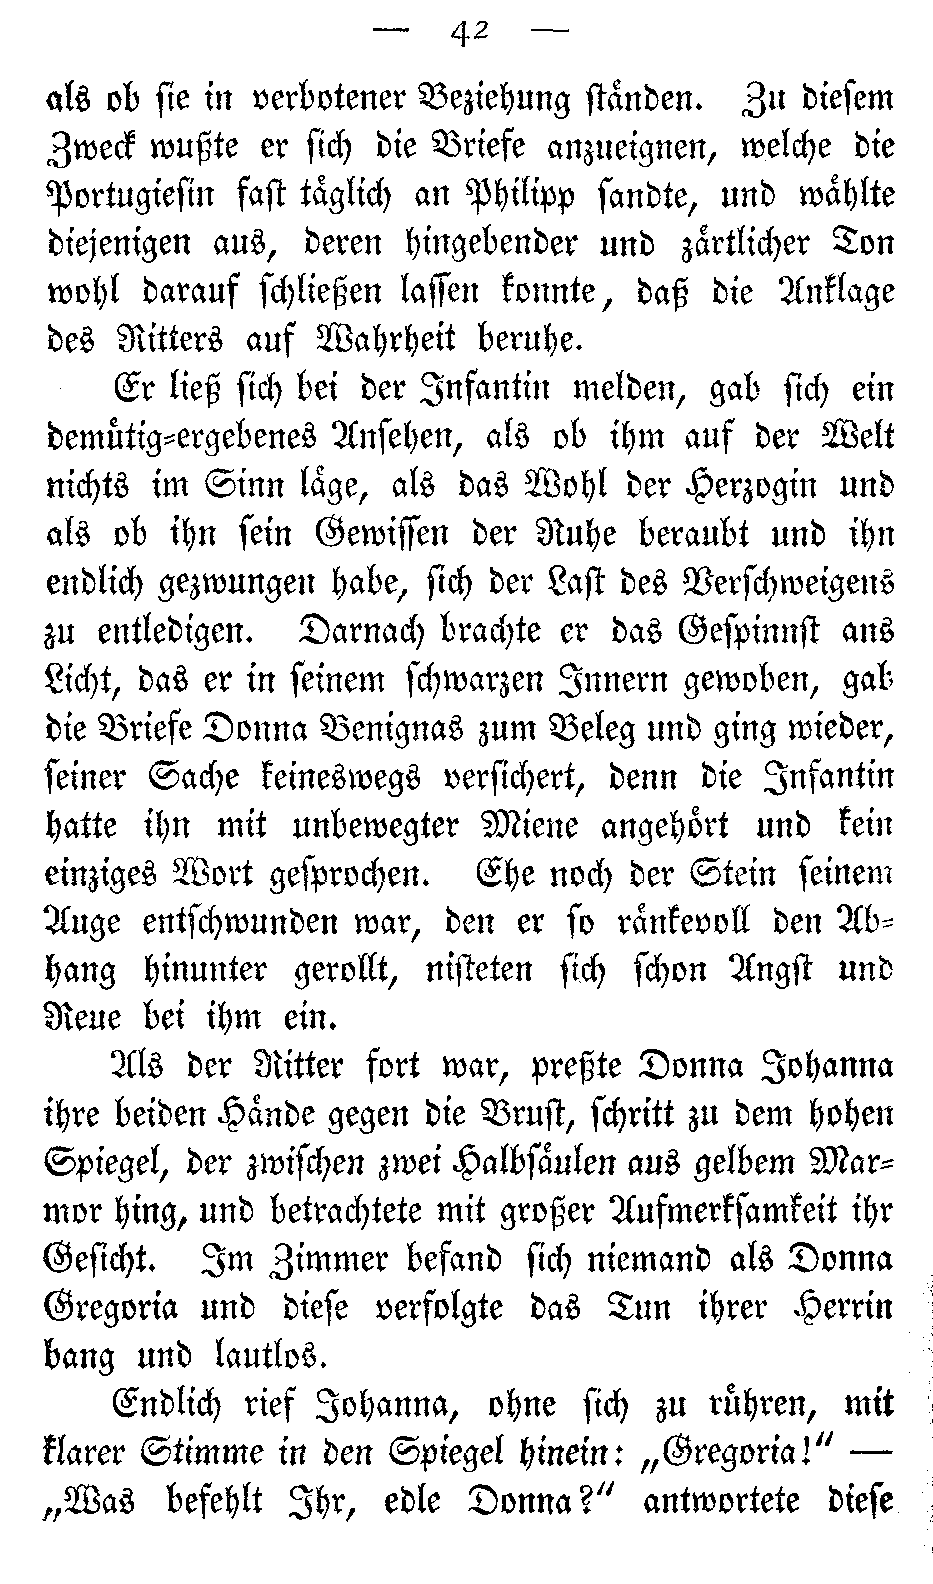 — 42 —
als ob sie in verbotener Beziehung ständen. Zu diesem
Zweck wußte er sich die Briefe anzueignen, welche die
Portugiesin fast täglich an Philipp sandte, und wählte
diejenigen aus, deren hingebender und zärtlicher Ton
wohl darauf schließen lassen konnte, daß die Anklage
des Ritters auf Wahrheit beruhe.
Er ließ sich bei der Infantin melden, gab sich ein
demütig-ergebenes Ansehen, als ob ihm auf der Welt
nichts im Sinn läge, als das Wohl der Herzogin und
als ob ihn sein Gewissen der Ruhe beraubt und ihn
endlich gezwungen habe, sich der Last des Verschweigens
zu entledigen. Darnach brachte er das Gespinnst ans
Licht, das er in seinem schwarzen Innern gewoben, gab
die Briefe Donna Benignas zum Beleg und ging wieder,
seiner Sache keineswegs versichert, denn die Infantin
hatte ihn mit unbewegter Miene angehört und kein
einziges Wort gesprochen. Ehe noch der Stein seinem
Auge entschwunden war, den er so ränkevoll den Ab-
hang hinunter gerollt, nisteten sich schon Angst und
Reue bei ihm ein.
Als der Ritter fort war, preßte Donna Johanna
ihre beiden Hände gegen die Brust, schritt zu dem hohen
Spiegel, der zwischen zwei Halbsäulen aus gelbem Mar-
mor hing, und betrachtete mit großer Aufmerksamkeit ihr
Gesicht. Im Zimmer befand sich niemand als Donna
Gregoria und diese verfolgte das Tun ihrer Herrin
bang und lautlos.
Endlich rief Johanna, ohne sich zu rühren, mit
klarer Stimme in den Spiegel hinein: „Gregoria!“ —
„Was befehlt Ihr, edle Donna?“ antwortete diese